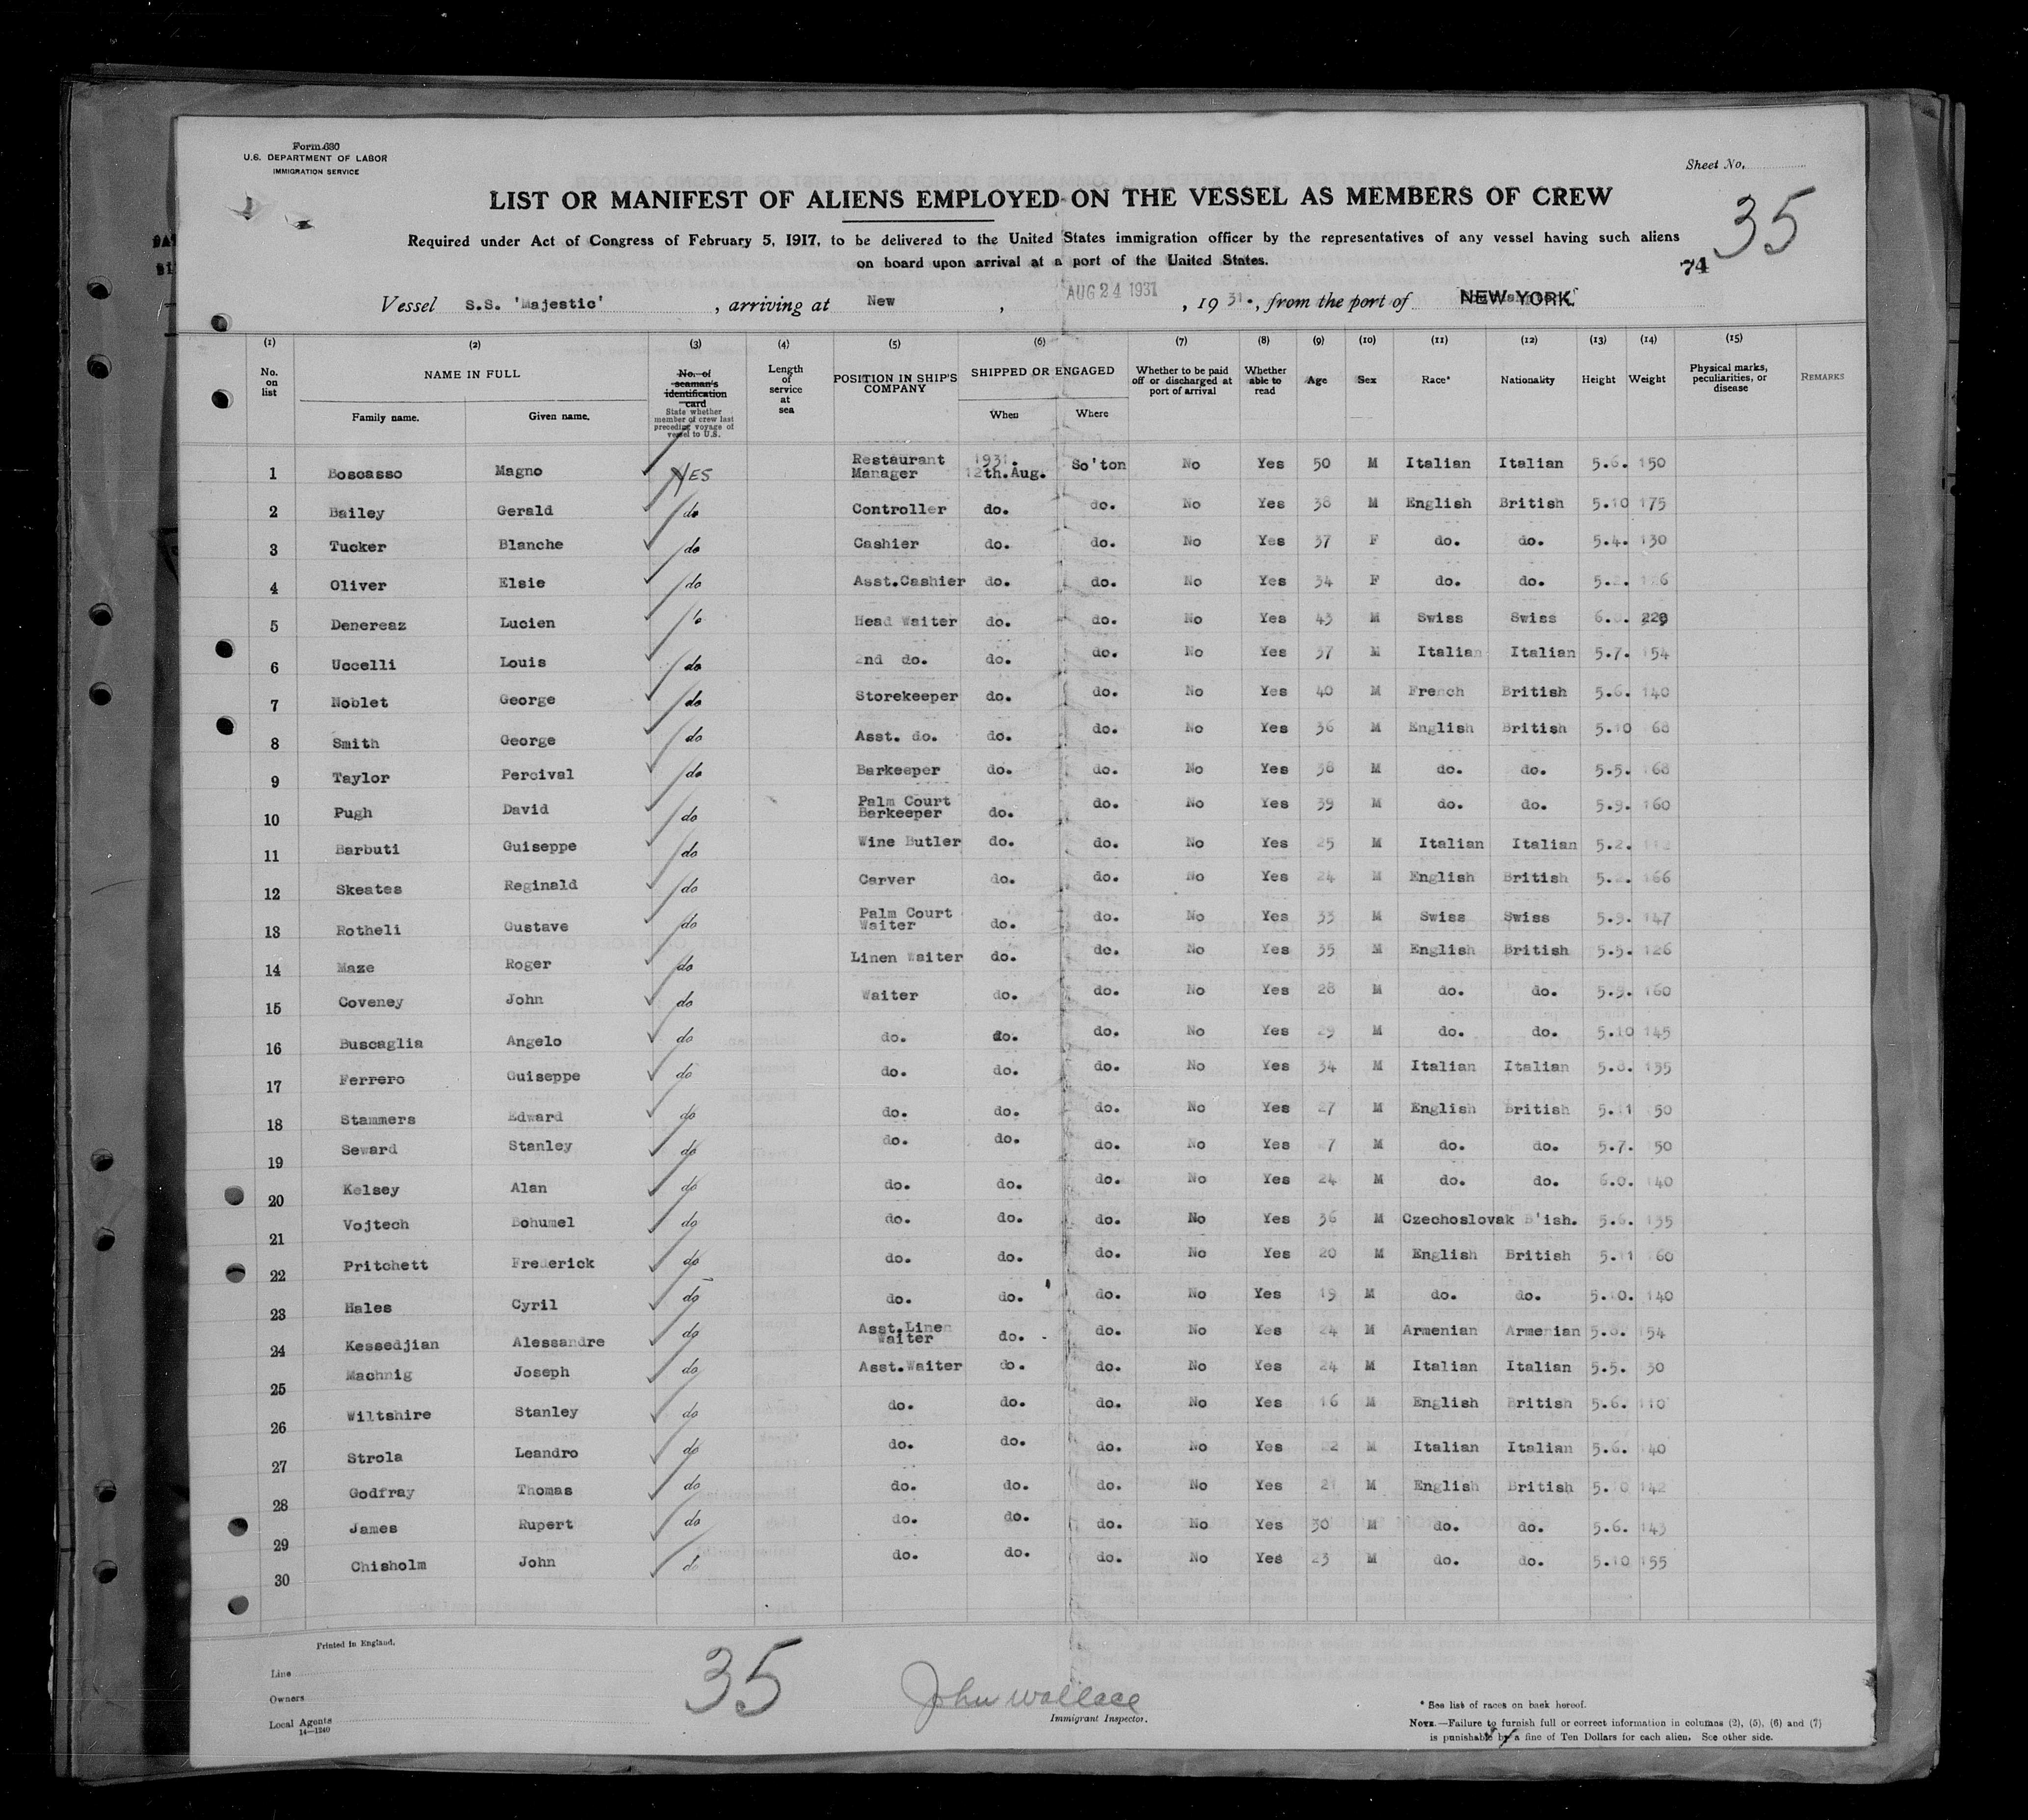 Form 680
U.S. DEPARTMENT OF LABOR
IMMIGRATION SERVICE
Sheet No.
LIST OR MANIFEST OF ALIENS EMPLOYED ON THE VESSEL AS MEMBERS OF CREW
35
Required under Act of Congress of February 5, 1917, to be delivered to the United States immigration officer by the representatives of any vessel having such aliens
on board upon arrival at a port of the United States.
74
Vessel S.S. 'Majestic' , arriving at New , AUG 24 1931 , 19 31., from the port of NEW YORK.
(1) (2) (3) (4) (5) (6) (7) (8) (9) (10) (11) (12) (13) (14) (15)
No. on list NAME IN FULL Family name. Given name. No. of seaman's identification card State whether member of crew last preceding voyage of vessel to U.S. Length of service at sea POSITION IN SHIP'S COMPANY SHIPPED OR ENGAGED When Where Whether to be paid off or discharged at port of arrival Whether able to read Age Sex Race* Nationality Height Weight Physical marks, peculiarities, or disease REMARKS
1 Boscasso Magno YES Restaurant Manager 1931. 12th.Aug. So'ton No Yes 50 M Italian Italian 5.6. 150
2 Bailey Gerald do Controller do. do. No Yes 38 M English British 5.10 175
3 Tucker Blanche do Cashier do. do. No Yes 37 F do. do. 5.4. 130
4 Oliver Elsie do Asst.Cashier do. do. No Yes 34 F do. do.
5 Denereaz Lucien Head Waiter do. do. No Yes 43 M Swiss Swiss
6 Uccelli Louis do 2nd do. do. do. No Yes 37 M Italian Italian 5.7. 154
7 Noblet George do Storekeeper do. do. No Yes 40 M French British 5.6. 140
8 Smith George do Asst. do. do. do. No Yes 36 M English British 5.10
9 Taylor Percival do Barkeeper do. do. No Yes 38 M do. do. 5.5.
10 Pugh David do Palm Court Barkeeper do. do. No Yes 39 M do. do. 5.9. 160
11 Barbuti Guiseppe do Wine Butler do. do. No Yes 25 M Italian Italian 5.2.
12 Skeates Reginald do Carver do. do. No Yes 24 M English British 166
13 Rotheli Gustave do Palm Court Waiter do. do. No Yes 33 M Swiss Swiss 5.9. 147
14 Maze Roger do Linen Waiter do. do. No Yes 35 M English British 5.5. 126
15 Coveney John do Waiter do. do. No Yes 28 M do. do. 5.9. 160
16 Buscaglia Angelo do do. do. do. No Yes 29 M do. do. 5.10 145
17 Ferrero Guiseppe do do. do. do. No Yes 34 M Italian Italian 5.8. 135
18 Stammers Edward do do. do. do. No Yes 27 M English British 5.11 50
19 Seward Stanley do do. do. do. No Yes 7 M do. do. 5.7. 50
20 Kelsey Alan do do. do. do. No Yes 24 M do. do. 6.0. 140
21 Vojtech Bohumel do do. do. do. No Yes 36 M Czechoslovak B'ish. 5.6. 135
22 Pritchett Frederick do do. do. do. No Yes 20 M English British 5.11 60
23 Hales Cyril do do. do. do. No Yes 19 M do. do. 5.10. 140
24 Kessedjian Alessandre do Asst.Linen Waiter do. do. No Yes 24 M Armenian Armenian 154
25 Machnig Joseph do Asst.Waiter do. do. No Yes 24 M Italian Italian 5.5. 30
26 Wiltshire Stanley do do. do. do. No Yes 16 M English British 5.6. 110
27 Strola Leandro do do. do. do. No Yes 22 M Italian Italian 5.6. 40
28 Godfray Thomas do do. do. do. No Yes 21 M English British 5.10 142
29 James Rupert do do. do. do. No Yes 30 M do. do. 5.6. 143
30 Chisholm John do do. do. do. No Yes 23 M do. do. 5.10 155
Printed in England.
Line
Owners
Local Agents
14—1240
35
John Wallace
Immigrant Inspector.
* See list of races on back hereof.
NOTE.—Failure to furnish full or correct information in columns (2), (5), (6) and (7)
is punishable by a fine of Ten Dollars for each alien. See other side.